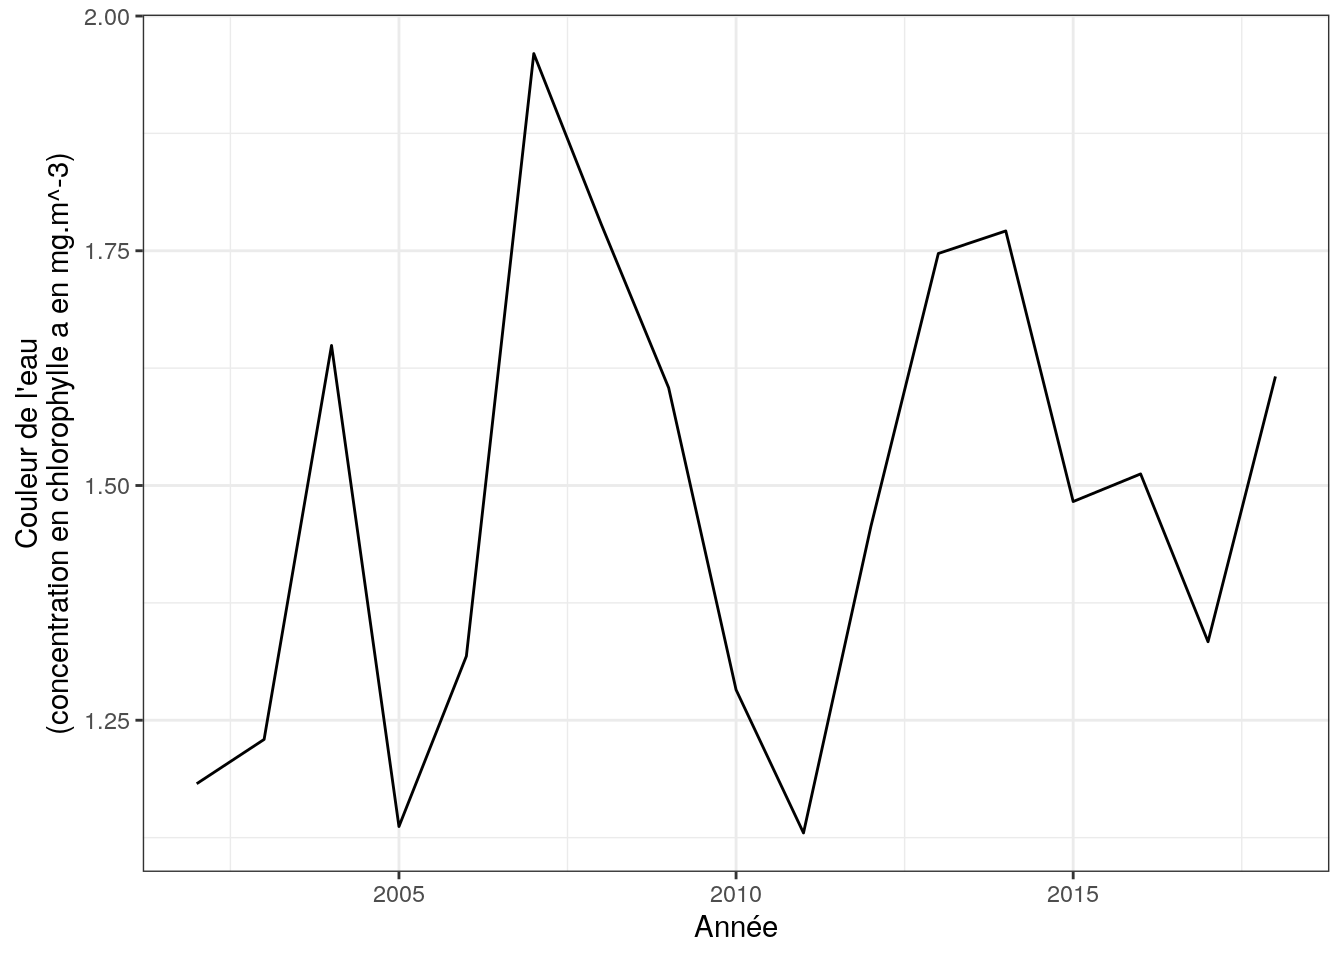 Couleur de l'eau
(concentration en chlorophylle a en mg.m^-3)
2.00
1.75
1.50
1.25
2005
2010
2015
Année